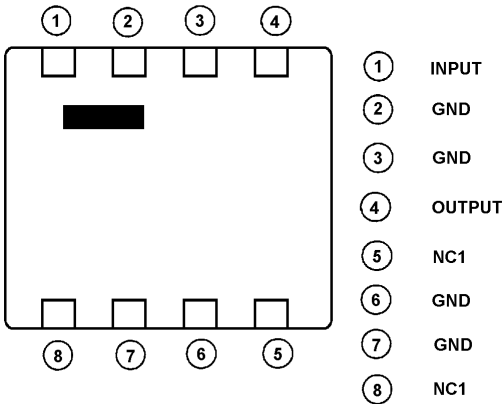 1 2 3 4
8 7 6 5
1 INPUT
2 GND
3 GND
4 OUTPUT
5 NC1
6 GND
7 GND
8 NC1